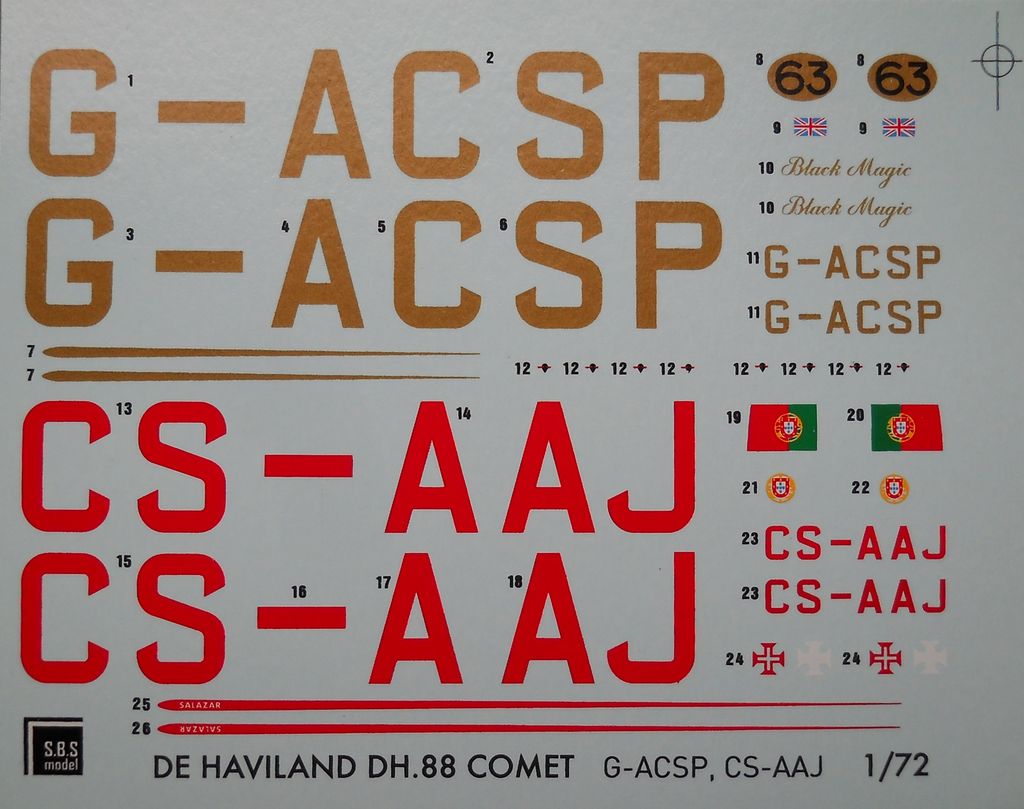 1 G-ACSP 2
8 63 8 63
9 9
10 Black Magic
10 Black Magic
3 G-ACSP 4 5 6
11 G-ACSP
11 G-ACSP
7
7
12 12 12 12 12 12 12 12
13 CS-AAJ 14
19 20
21 22
23 CS-AAJ
15 CS-AAJ 16 17 18
23 CS-AAJ
24 24
25 SALAZAR
26 SALAZAR
S.B.S
model
DE HAVILAND DH.88 COMET G-ACSP, CS-AAJ 1/72